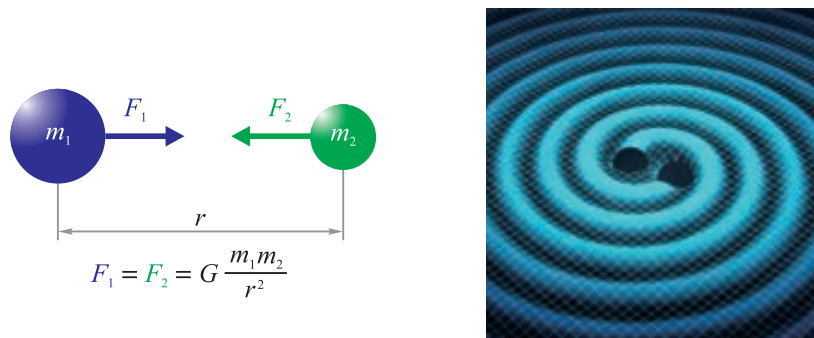 F₁ F₂
m₁ m₂
r
F₁ = F₂ = G m₁m₂ / r²